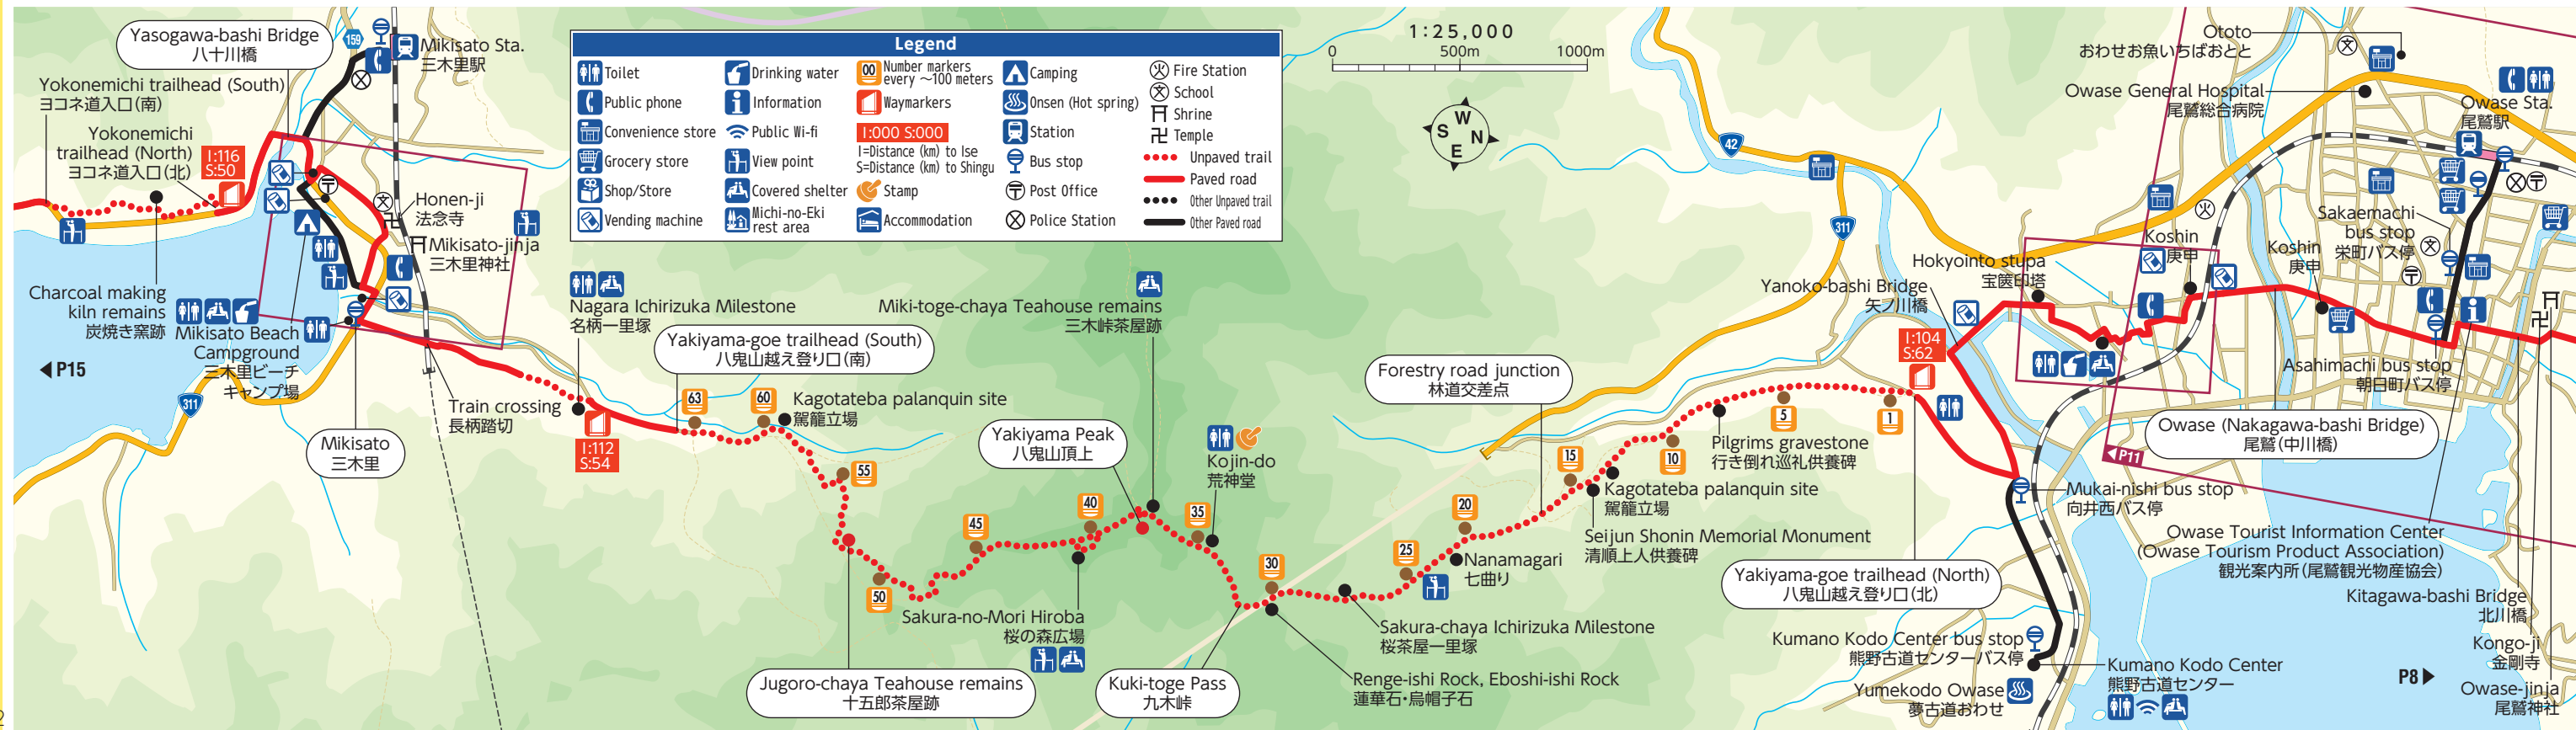 Yasogawa-bashi Bridge
八十川橋
159
Mikisato Sta.
三木里駅
Yokonemichi trailhead (South)
ヨコネ道入口(南)
Yokonemichi
trailhead (North)
ヨコネ道入口(北)
I:116
S:50
Honen-ji
法念寺
Mikisato-jinja
三木里神社
Charcoal making
kiln remains
炭焼き窯跡
Mikisato Beach
Campground
三木里ビーチ
キャンプ場
◀P15
311
Mikisato
三木里
Train crossing
長柄踏切
Legend
Toilet
Public phone
Convenience store
Grocery store
Shop/Store
Vending machine
Drinking water
Information
Public Wi-fi
View point
Covered shelter
Michi-no-Eki
rest area
00
Number markers
every ～100 meters
Waymarkers
I:000 S:000
I=Distance (km) to Ise
S=Distance (km) to Shingu
Stamp
Accommodation
Camping
Onsen (Hot spring)
Station
Bus stop
Post Office
Police Station
Fire Station
School
Shrine
Temple
Unpaved trail
Paved road
Other Unpaved trail
Other Paved road
1:25,000
0 500m 1000m
S W N E
Nagara Ichirizuka Milestone
名柄一里塚
I:112
S:54
Yakiyama-goe trailhead (South)
八鬼山越え登り口(南)
63
60
Kagotateba palanquin site
駕籠立場
55
50
45
40
35
30
25
20
15
10
5
1
Jugoro-chaya Teahouse remains
十五郎茶屋跡
Sakura-no-Mori Hiroba
桜の森広場
Yakiyama Peak
八鬼山頂上
Miki-toge-chaya Teahouse remains
三木峠茶屋跡
Kojin-do
荒神堂
Kuki-toge Pass
九木峠
Renge-ishi Rock, Eboshi-ishi Rock
蓮華石・烏帽子石
Sakura-chaya Ichirizuka Milestone
桜茶屋一里塚
Nanamagari
七曲り
Forestry road junction
林道交差点
Seijun Shonin Memorial Monument
清順上人供養碑
Kagotateba palanquin site
駕籠立場
Pilgrims gravestone
行き倒れ巡礼供養碑
Yakiyama-goe trailhead (North)
八鬼山越え登り口(北)
I:104
S:62
42
311
Yanoko-bashi Bridge
矢ノ川橋
Hokyointo stupa
宝篋印塔
Koshin
庚申
Koshin
庚申
Ototo
おわせお魚いちばおとと
Owase General Hospital
尾鷲総合病院
Owase Sta.
尾鷲駅
Sakaemachi
bus stop
栄町バス停
Asahimachi bus stop
朝日町バス停
Owase (Nakagawa-bashi Bridge)
尾鷲(中川橋)
◀P11
Mukai-nishi bus stop
向井西バス停
Owase Tourist Information Center
(Owase Tourism Product Association)
観光案内所(尾鷲観光物産協会)
Kitagawa-bashi Bridge
北川橋
Kongo-ji
金剛寺
Owase-jinja
尾鷲神社
P8▶
Kumano Kodo Center bus stop
熊野古道センターバス停
Kumano Kodo Center
熊野古道センター
Yumekodo Owase
夢古道おわせ